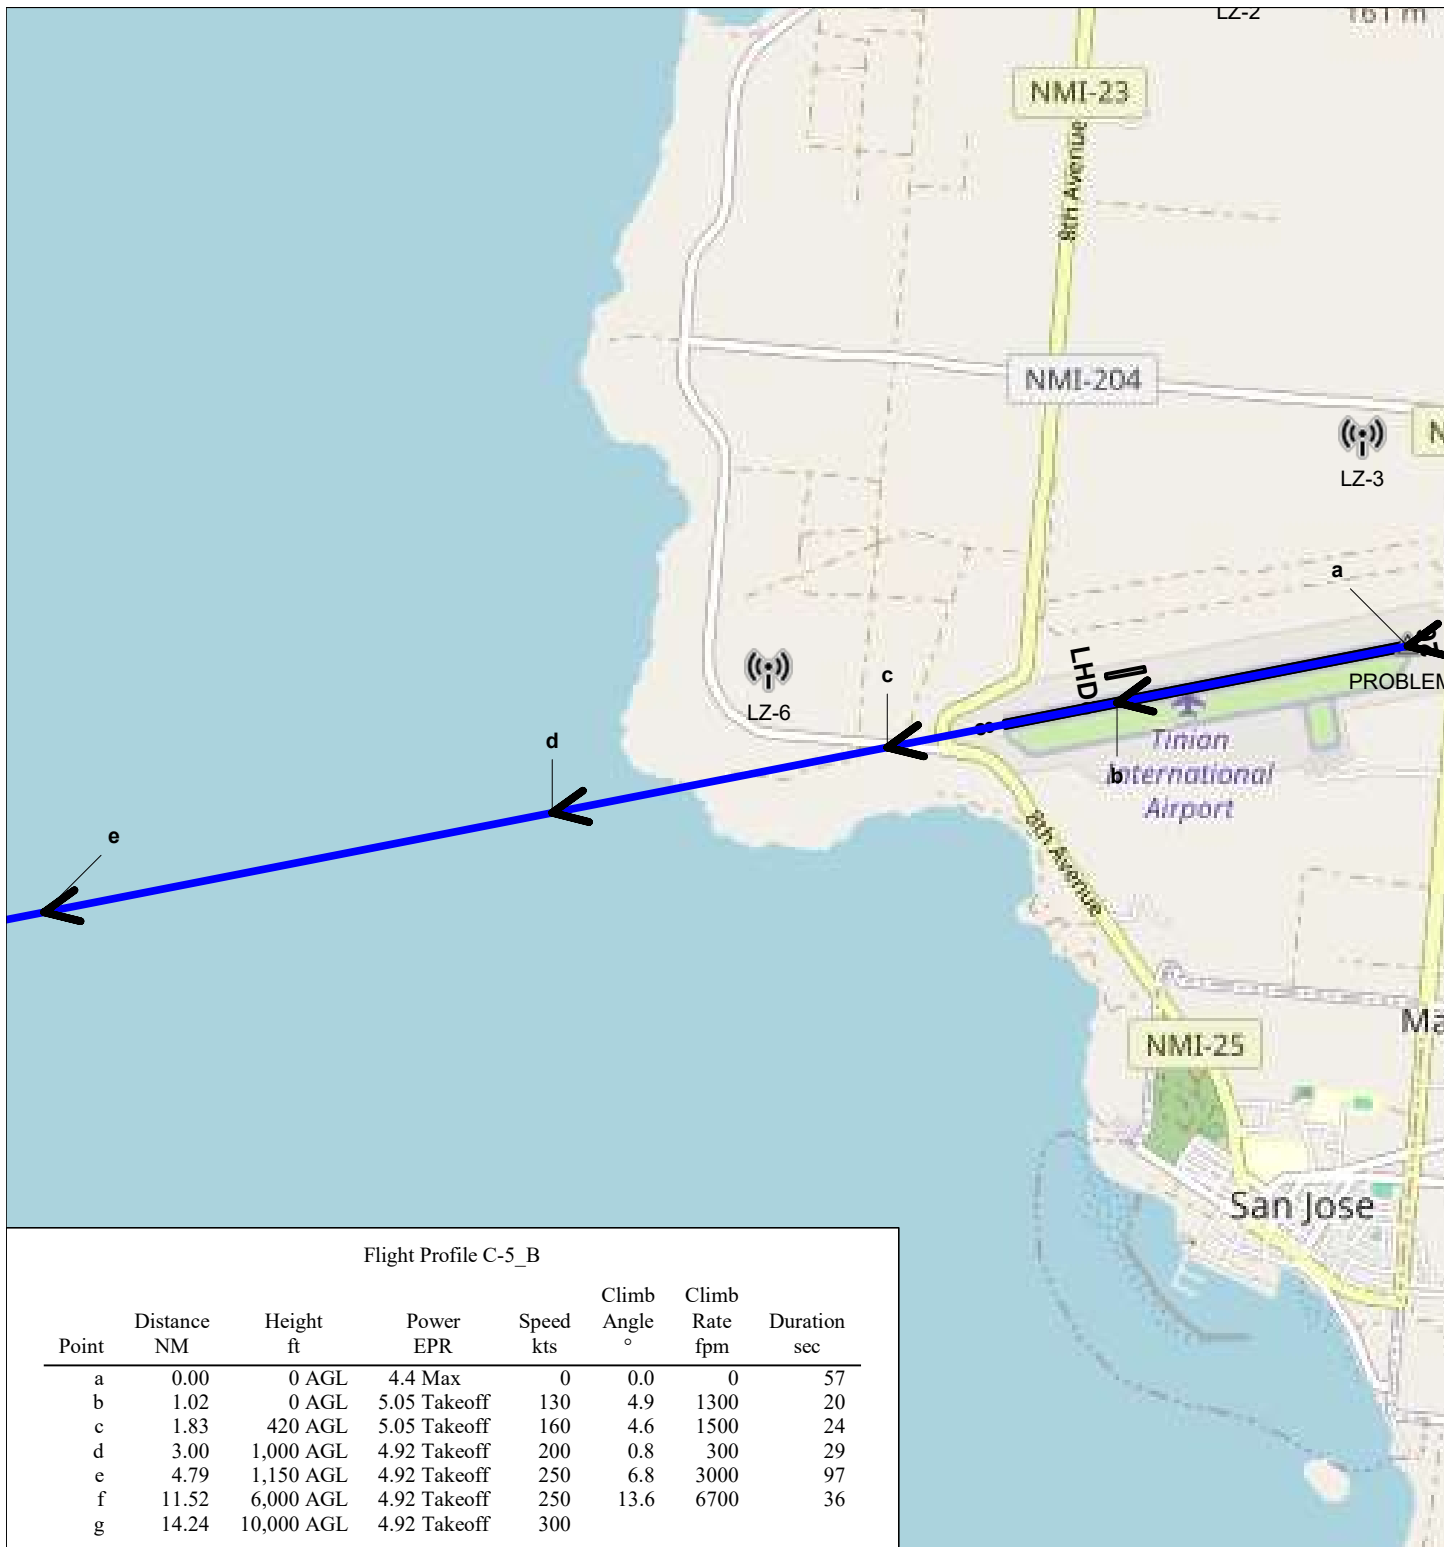 LZ-2
161 m
NMI-23
8th Avenue
NMI-204
N
LZ-3
a
LHD
PROBLEM
c
LZ-6
d
b
Tinian
International
Airport
e
8th Avenue
NMI-25
Ma
San Jose
Flight Profile C-5_B
Point Distance NM Height ft Power EPR Speed kts Climb Angle ° Climb Rate fpm Duration sec
a 0.00 0 AGL 4.4 Max 0 0.0 0 57
b 1.02 0 AGL 5.05 Takeoff 130 4.9 1300 20
c 1.83 420 AGL 5.05 Takeoff 160 4.6 1500 24
d 3.00 1,000 AGL 4.92 Takeoff 200 0.8 300 29
e 4.79 1,150 AGL 4.92 Takeoff 250 6.8 3000 97
f 11.52 6,000 AGL 4.92 Takeoff 250 13.6 6700 36
g 14.24 10,000 AGL 4.92 Takeoff 300